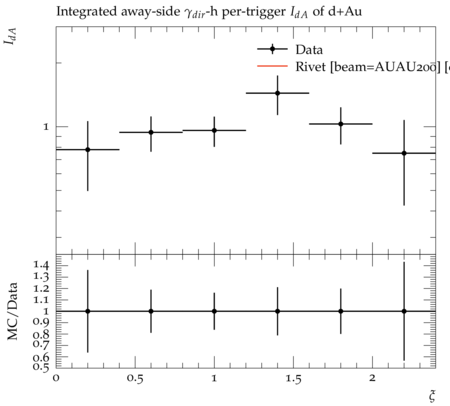 Integrated away-side γdir-h per-trigger IdA of d+Au
IdA
Data
Rivet [beam=AUAU200] [
1
1.4
1.3
1.2
1.1
1
0.9
0.8
0.7
0.6
0.5
MC/Data
0 0.5 1 1.5 2
ξ